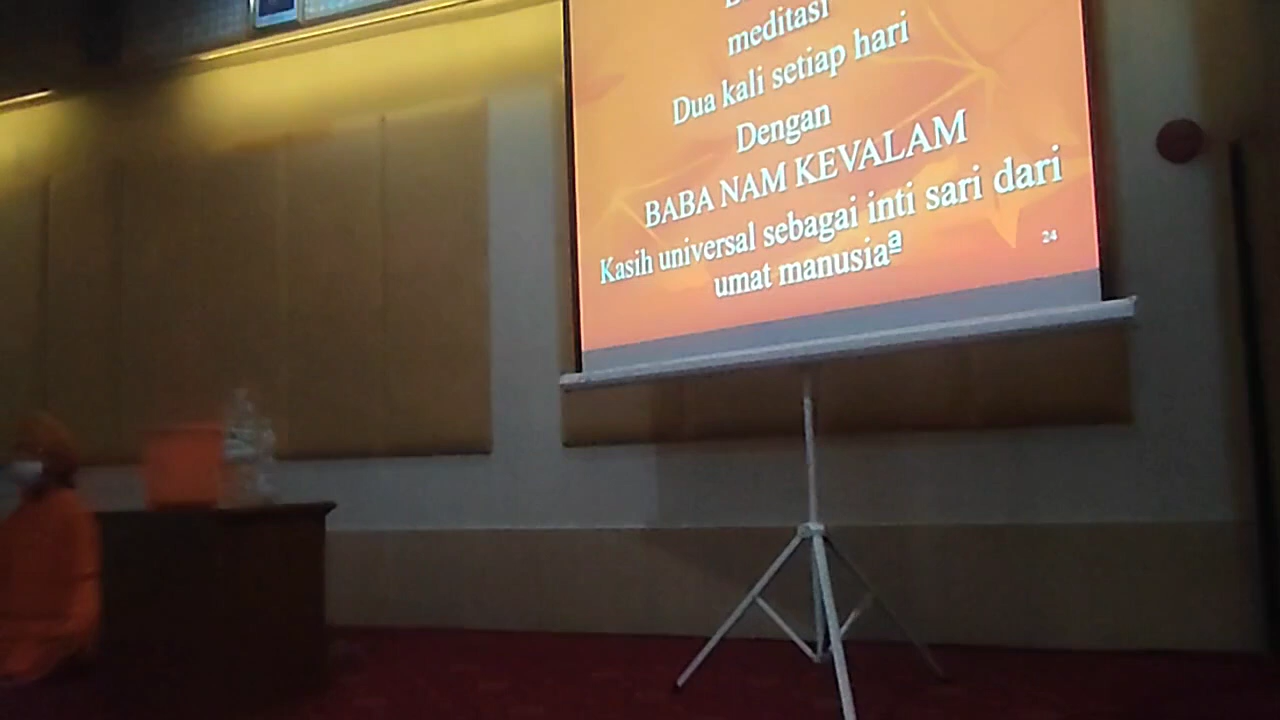 meditasi
Dua kali setiap hari
Dengan
BABA NAM KEVALAM
Kasih universal sebagai inti sari dari
umat manusiaª
24